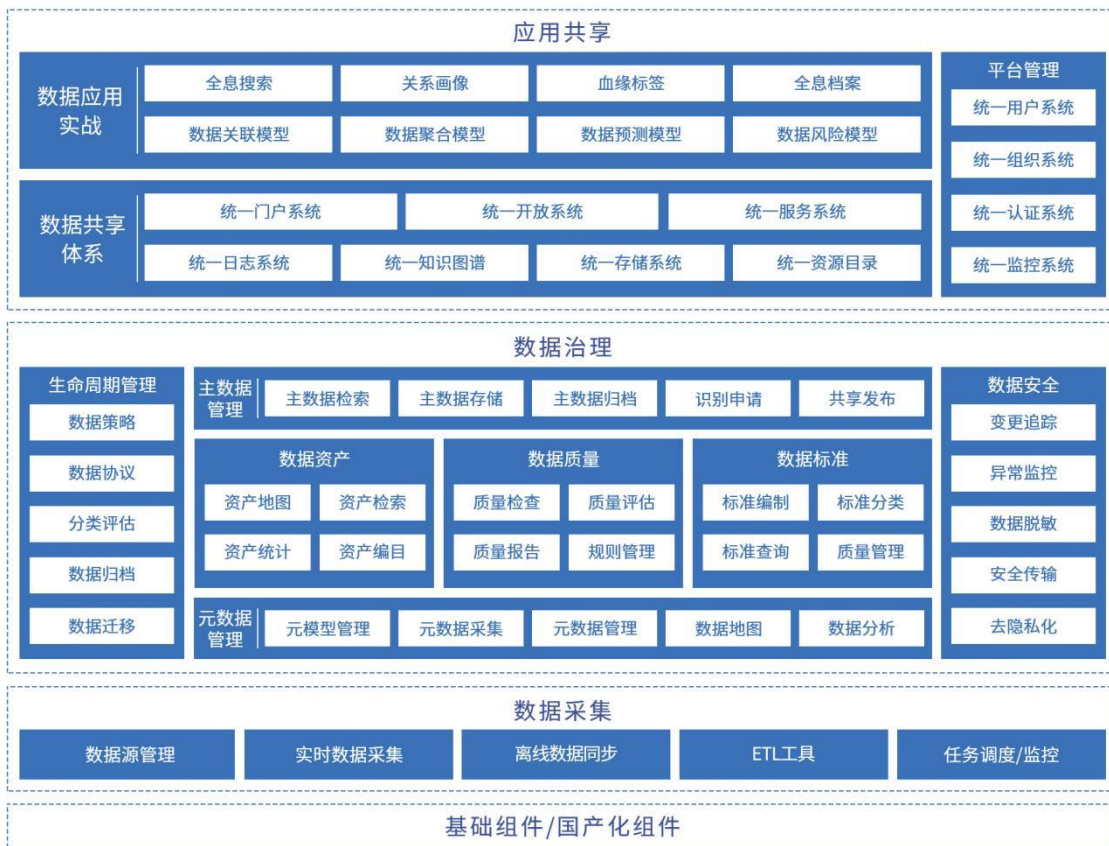 应用共享
数据应用
实战
全息搜索
关系画像
血缘标签
全息档案
数据关联模型
数据聚合模型
数据预测模型
数据风险模型
数据共享
体系
统一门户系统
统一开放系统
统一服务系统
统一日志系统
统一知识图谱
统一存储系统
统一资源目录
平台管理
统一用户系统
统一组织系统
统一认证系统
统一监控系统
数据治理
生命周期管理
数据策略
数据协议
分类评估
数据归档
数据迁移
主数据
管理
主数据检索
主数据存储
主数据归档
识别申请
共享发布
数据资产
资产地图
资产检索
资产统计
资产编目
数据质量
质量检查
质量评估
质量报告
规则管理
数据标准
标准编制
标准分类
标准查询
质量管理
元数据
管理
元模型管理
元数据采集
元数据管理
数据地图
数据分析
数据安全
变更追踪
异常监控
数据脱敏
安全传输
去隐私化
数据采集
数据源管理
实时数据采集
离线数据同步
ETL工具
任务调度/监控
基础组件/国产化组件